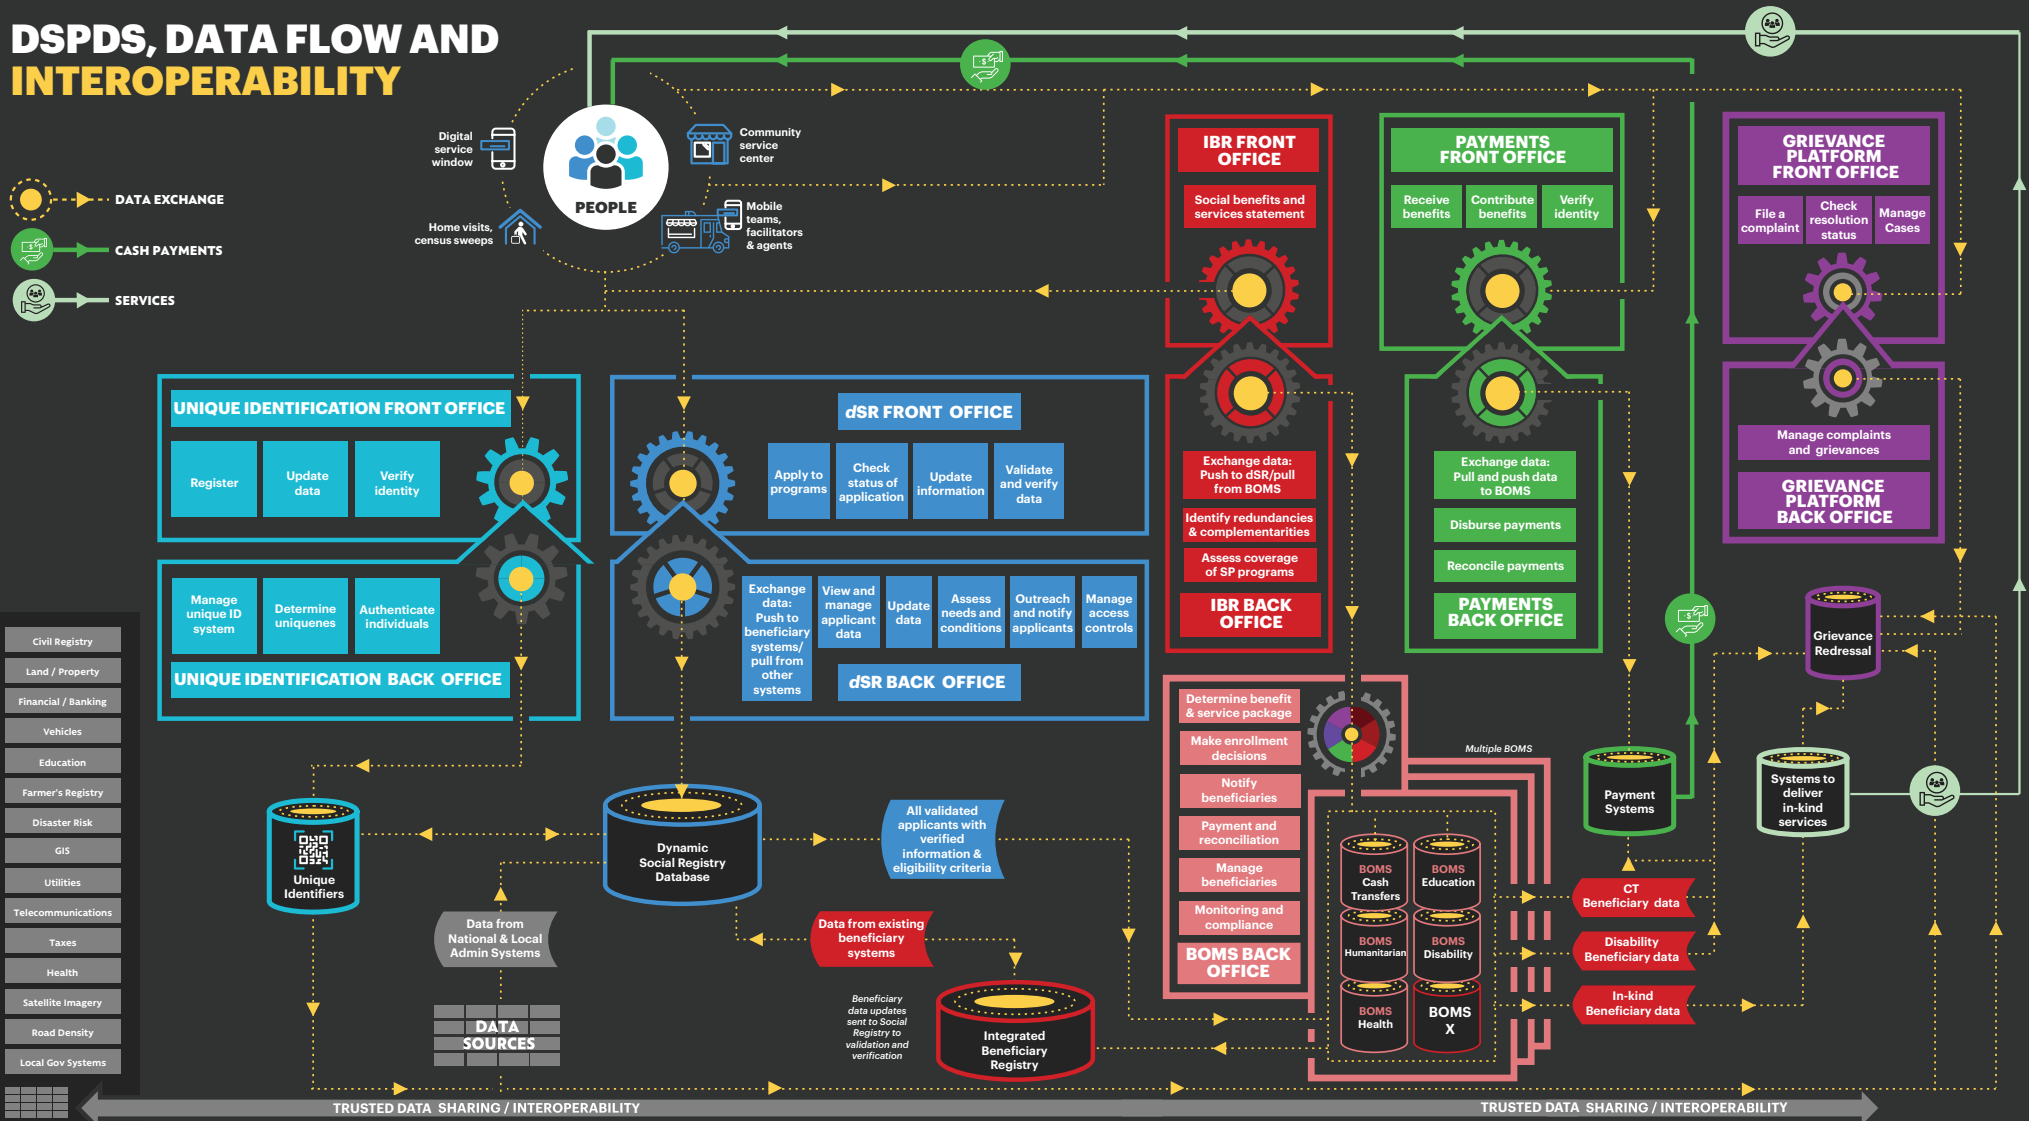 DSPDS, DATA FLOW AND
INTEROPERABILITY
DATA EXCHANGE
CASH PAYMENTS
SERVICES
Digital
service
window
Community
service
center
PEOPLE
Home visits,
census sweeps
Mobile
teams,
facilitators
& agents
IBR FRONT
OFFICE
Social benefits and
services statement
PAYMENTS
FRONT OFFICE
Receive
benefits
Contribute
benefits
Verify
identity
GRIEVANCE
PLATFORM
FRONT OFFICE
File a
complaint
Check
resolution
status
Manage
Cases
UNIQUE IDENTIFICATION FRONT OFFICE
Register
Update
data
Verify
identity
dSR FRONT OFFICE
Apply to
programs
Check
status of
application
Update
information
Validate
and verify
data
Exchange data:
Push to dSR/pull
from BOMS
Identify redundancies
& complementarities
Assess coverage
of SP programs
IBR BACK
OFFICE
Exchange data:
Pull and push data
to BOMS
Disburse payments
Reconcile payments
PAYMENTS
BACK OFFICE
Manage complaints
and grievances
GRIEVANCE
PLATFORM
BACK OFFICE
Manage
unique ID
system
Determine
uniquenes
Authenticate
individuals
UNIQUE IDENTIFICATION BACK OFFICE
Exchange
data:
Push to
beneficiary
systems/
pull from
other
systems
View and
manage
applicant
data
Update
data
Assess
needs and
conditions
Outreach
and notify
applicants
Manage
access
controls
dSR BACK OFFICE
Civil Registry
Land / Property
Financial / Banking
Vehicles
Education
Farmer's Registry
Disaster Risk
GIS
Utilities
Telecommunications
Taxes
Health
Satellite Imagery
Road Density
Local Gov Systems
Grievance
Redressal
Determine benefit
& service package
Make enrollment
decisions
Notify
beneficiaries
Payment and
reconciliation
Manage
beneficiaries
Monitoring and
compliance
BOMS BACK
OFFICE
Multiple BOMS
Payment
Systems
Systems to
deliver
in-kind
services
Unique
Identifiers
Dynamic
Social Registry
Database
All validated
applicants with
verified
information &
eligibility criteria
BOMS
Cash
Transfers
BOMS
Education
BOMS
Humanitarian
BOMS
Disability
BOMS
Health
BOMS
X
CT
Beneficiary data
Disability
Beneficiary data
In-kind
Beneficiary data
Data from
National & Local
Admin Systems
Data from existing
beneficiary
systems
DATA
SOURCES
Beneficiary
data updates
sent to Social
Registry to
validation and
verification
Integrated
Beneficiary
Registry
TRUSTED DATA SHARING / INTEROPERABILITY
TRUSTED DATA SHARING / INTEROPERABILITY